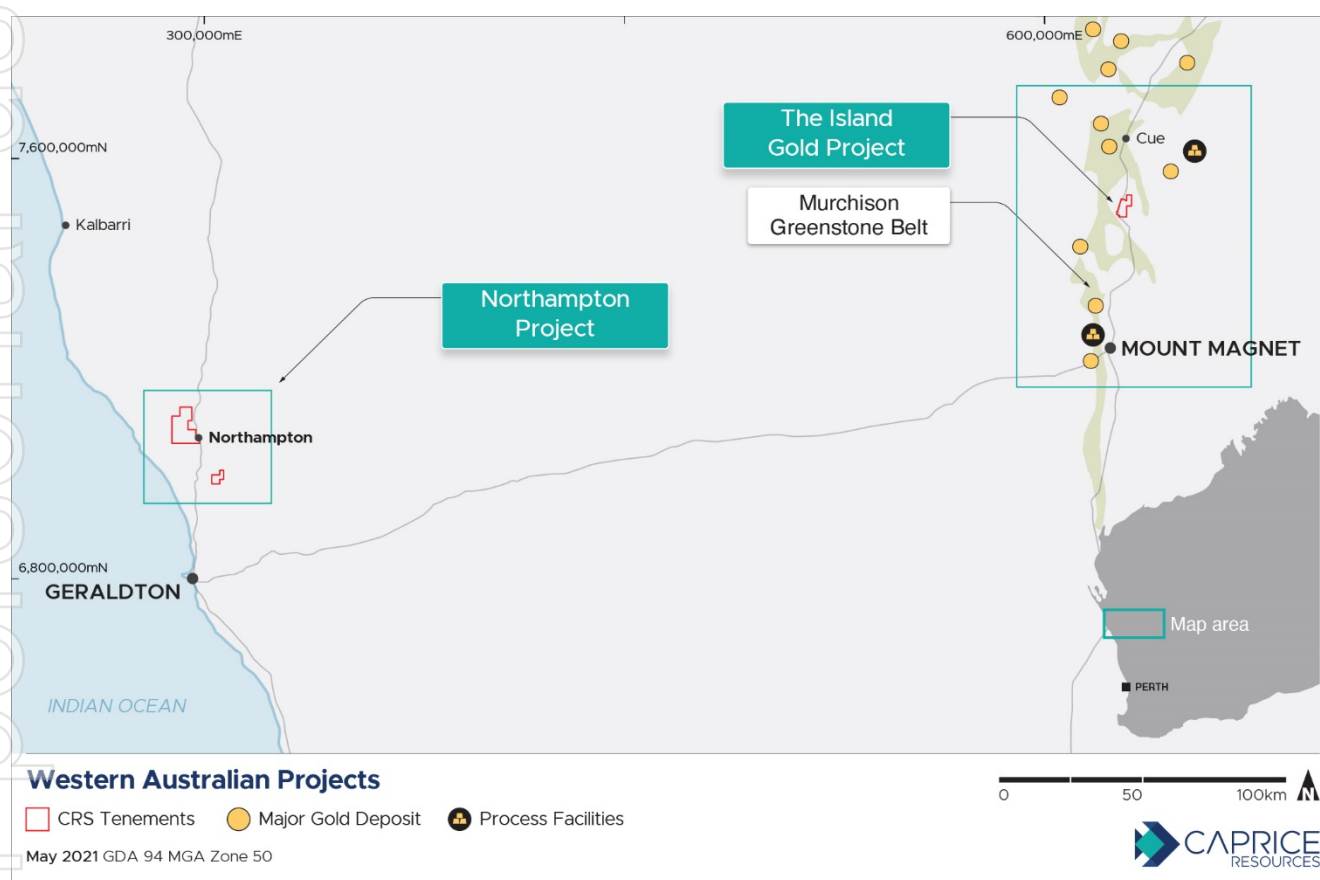 300,000mE
600,000mE
The Island
Gold Project
Cue
7,600,000mN
Murchison
Greenstone Belt
Kalbarri
Northampton
Project
MOUNT MAGNET
Northampton
6,800,000mN
GERALDTON
Map area
PERTH
INDIAN OCEAN
Western Australian Projects
0 50 100km N
CRS Tenements Major Gold Deposit Process Facilities
May 2021 GDA 94 MGA Zone 50
CAPRICE
RESOURCES